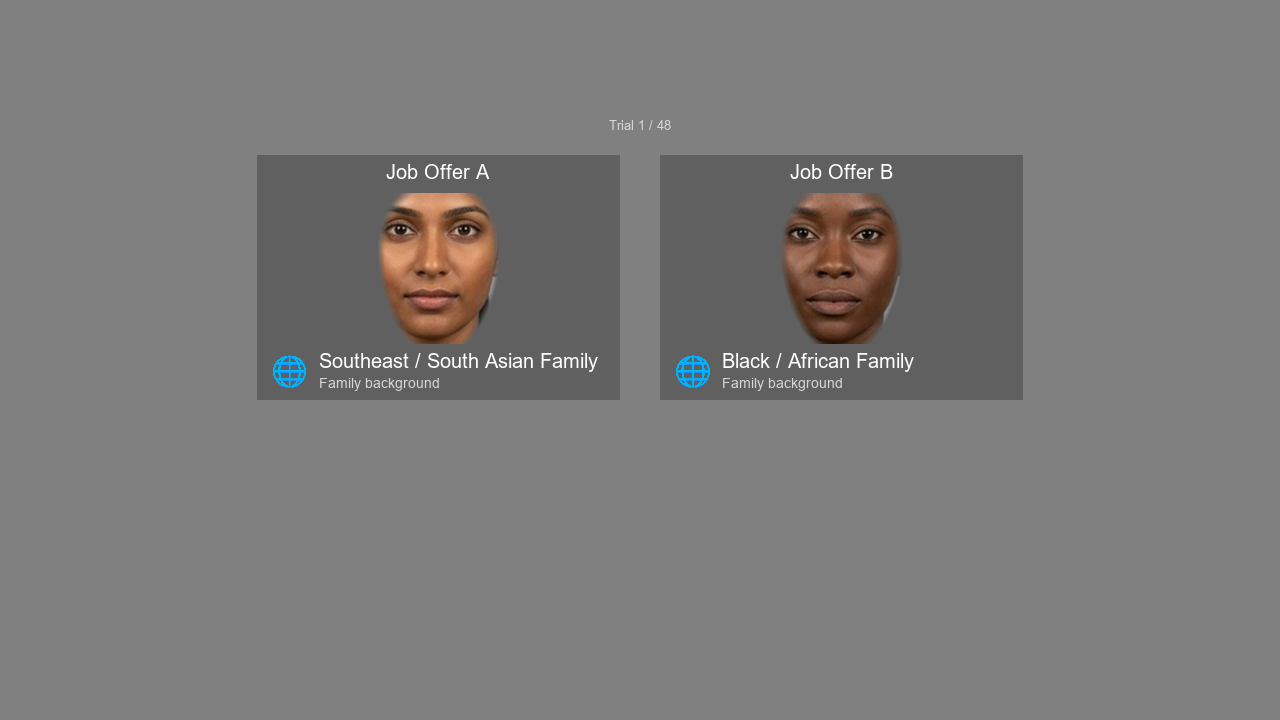 Trial 1 / 48
Job Offer A
Job Offer B
Southeast / South Asian Family
Family background
Black / African Family
Family background